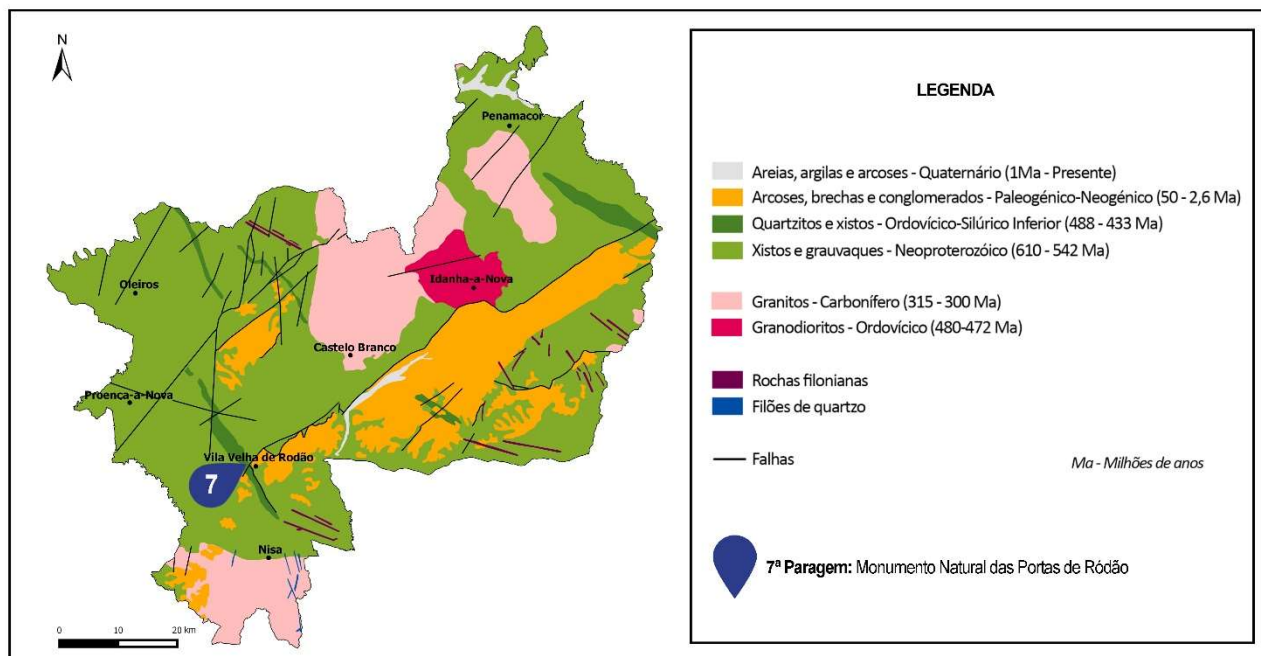 N
Penamacor
Oleiros
Idanha-a-Nova
Castelo Branco
Proença-a-Nova
Vila Velha de Rodão
7
Nisa
0 10 20 km
LEGENDA
Areias, argilas e arcoses - Quaternário (1Ma - Presente)
Arcoses, brechas e conglomerados - Paleogénico-Neogénico (50 - 2,6 Ma)
Quartzitos e xistos - Ordovícico-Silúrico Inferior (488 - 433 Ma)
Xistos e grauvaques - Neoproterozóico (610 - 542 Ma)
Granitos - Carbonífero (315 - 300 Ma)
Granodioritos - Ordovícico (480-472 Ma)
Rochas filonianas
Filões de quartzo
Falhas
Ma - Milhões de anos
7ª Paragem: Monumento Natural das Portas de Ródão